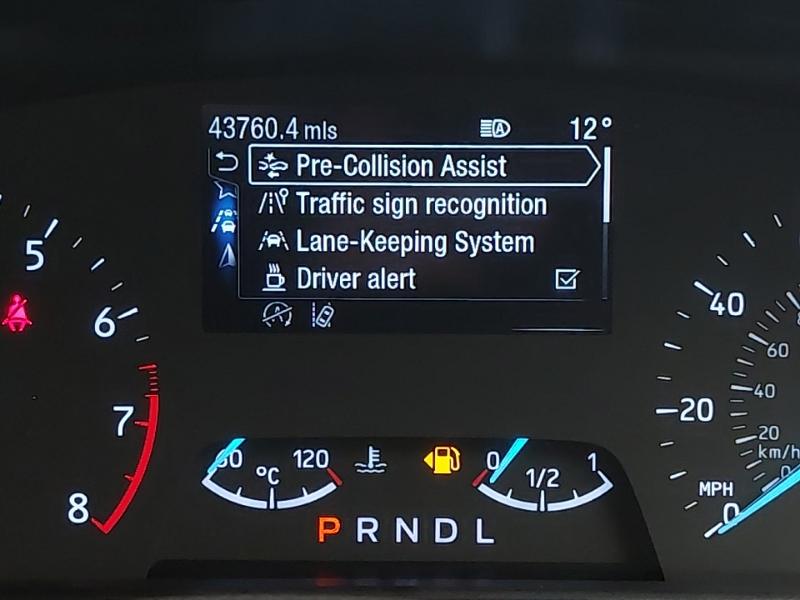 43760.4 mls A 12°
Pre-Collision Assist
Traffic sign recognition
Lane-Keeping System
Driver alert
5
6
7
8
40
20
0
MPH
60
40
20
km/h
0
60 °C 120
0 1/2 1
P R N D L